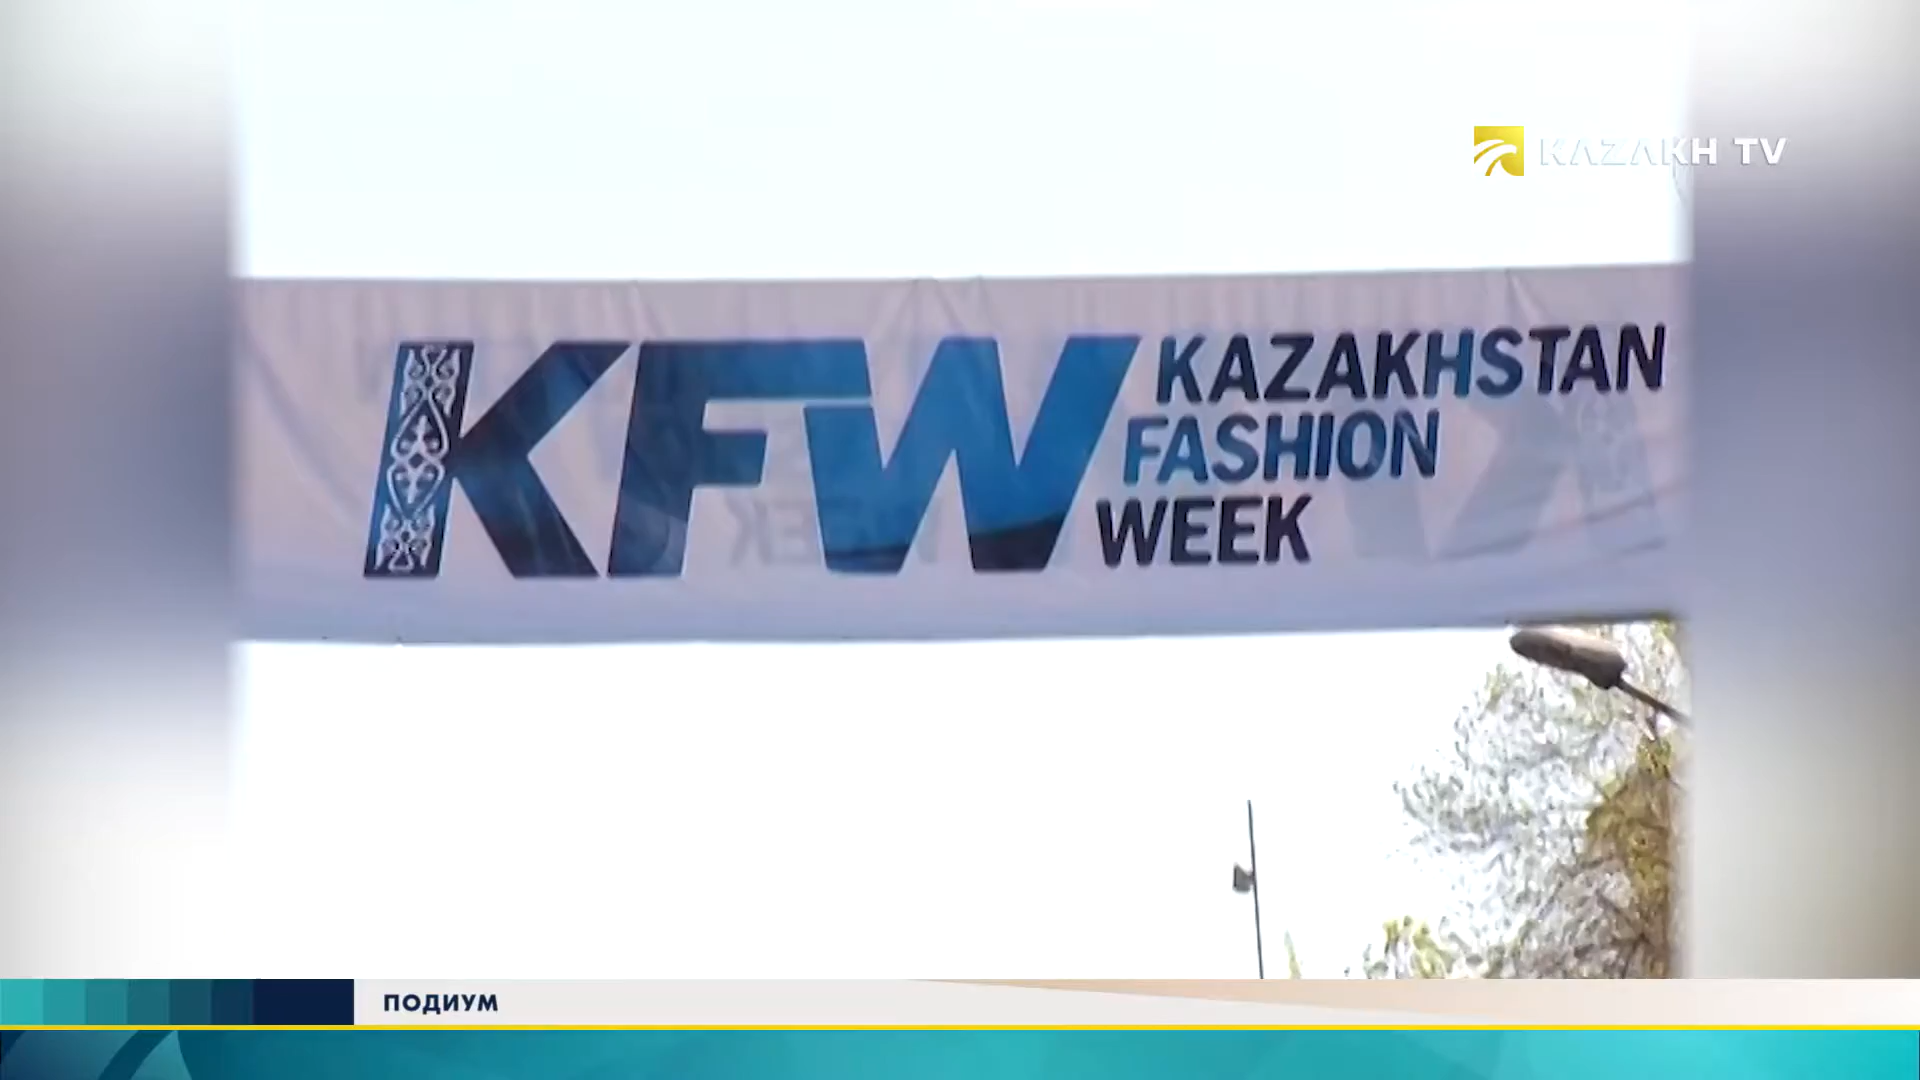 KAZAKH TV
KFW
KAZAKHSTAN
FASHION
WEEK
ПОДИУМ